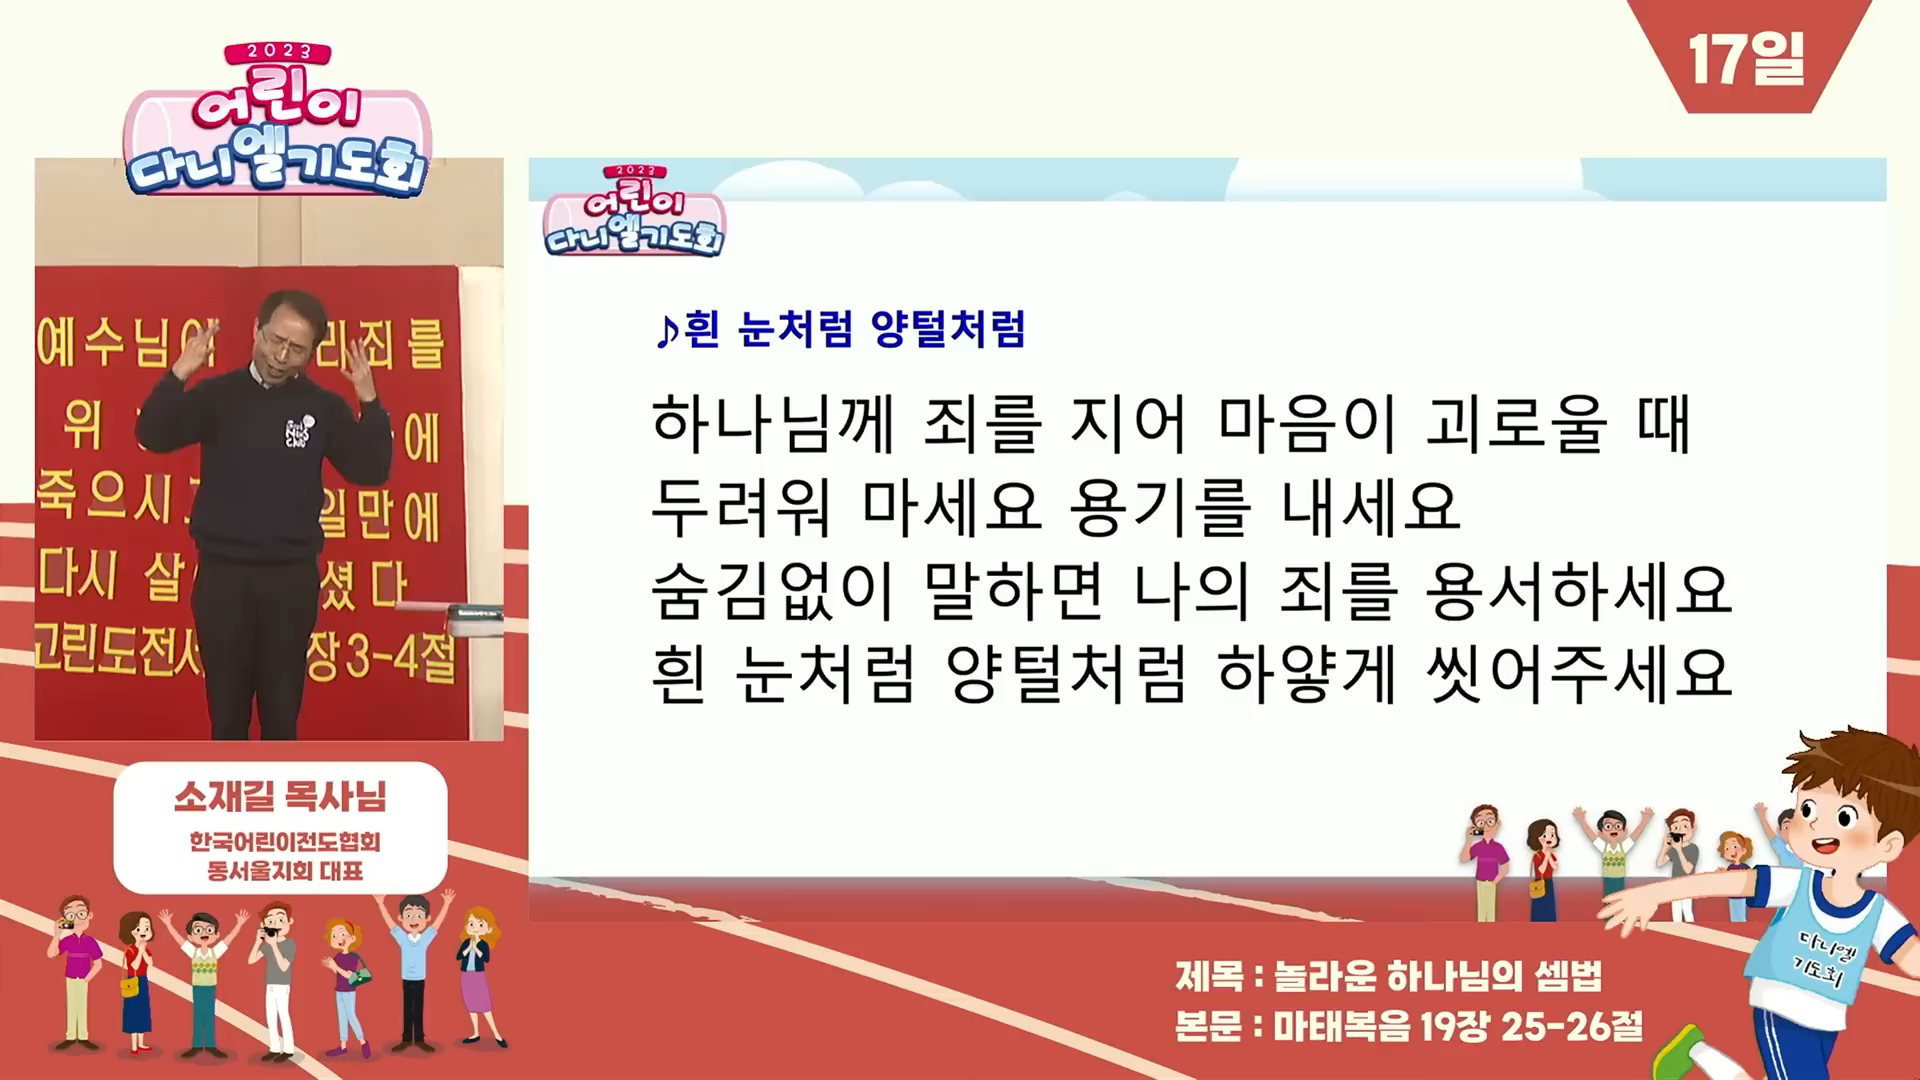 2023
어린이
다니엘기도회
17일
2023
어린이
다니엘기도회
예수님이 리죄를
위 에
죽으시고 일만에
다시 살 셨다
고린도전서 장3-4절
♪흰 눈처럼 양털처럼
하나님께 죄를 지어 마음이 괴로울 때
두려워 마세요 용기를 내세요
숨김없이 말하면 나의 죄를 용서하세요
흰 눈처럼 양털처럼 하얗게 씻어주세요
소재길 목사님
한국어린이전도협회
동서울지회 대표
다니엘
기도회
제목 : 놀라운 하나님의 셈법
본문 : 마태복음 19장 25-26절